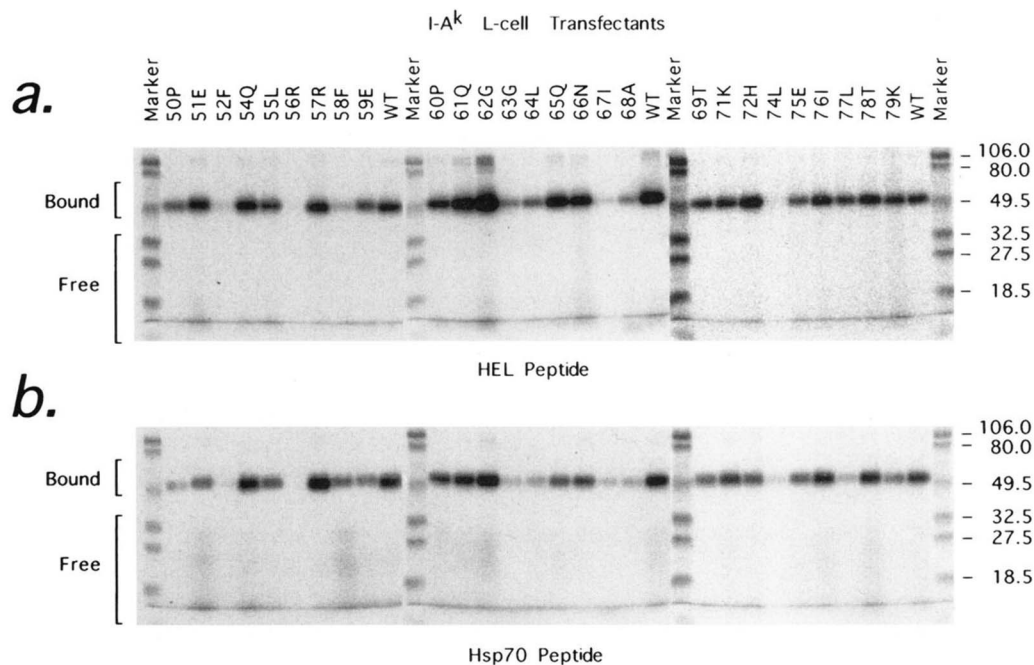 I-Aᵏ L-cell Transfectants
a.
Marker 50P 51E 52F 54Q 55L 56R 57R 58F 59E WT Marker 60P 61Q 62G 63G 64L 65Q 66N 67I 68A WT Marker 69T 71K 72H 74L 75E 76I 77L 78T 79K WT Marker
Bound
Free
– 106.0
– 80.0
– 49.5
– 32.5
– 27.5
– 18.5
HEL Peptide
b.
Bound
Free
– 106.0
– 80.0
– 49.5
– 32.5
– 27.5
– 18.5
Hsp70 Peptide